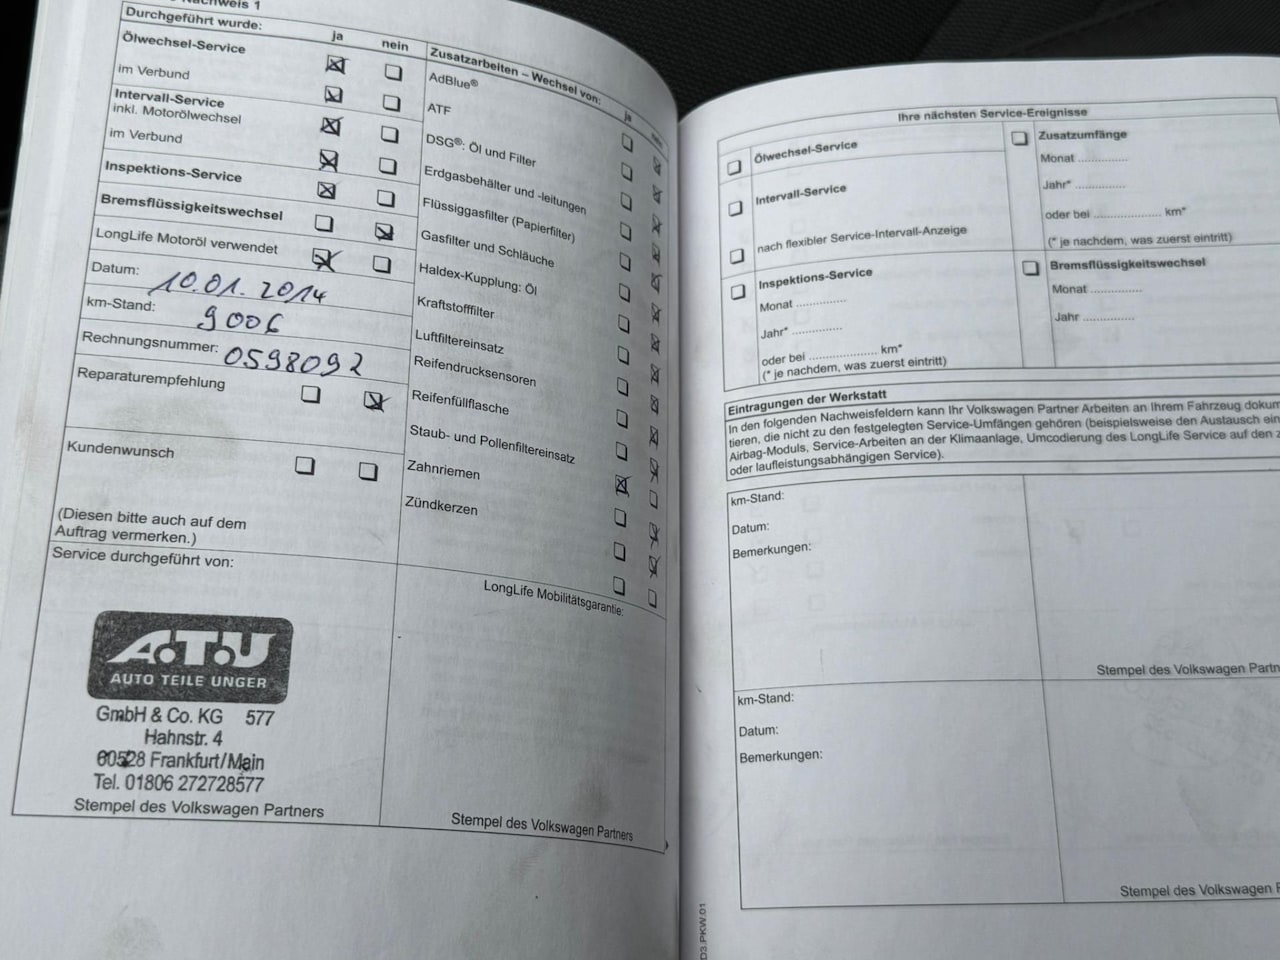 Nachweis 1
Durchgeführt wurde:
ja
nein
Ölwechsel-Service
im Verbund
Intervall-Service
inkl. Motorölwechsel
im Verbund
Inspektions-Service
Bremsflüssigkeitswechsel
LongLife Motoröl verwendet
Datum: 10.01.2014
km-Stand: 9006
Rechnungsnummer: 0598092
Reparaturempfehlung
Kundenwunsch
(Diesen bitte auch auf dem
Auftrag vermerken.)
Service durchgeführt von:
A.T.U
AUTO TEILE UNGER
GmbH & Co. KG 577
Hahnstr. 4
60528 Frankfurt/Main
Tel. 01806 272728577
Stempel des Volkswagen Partners
Zusatzarbeiten – Wechsel von:
ja
nein
AdBlue®
ATF
DSG®: Öl und Filter
Erdgasbehälter und -leitungen
Flüssiggasfilter (Papierfilter)
Gasfilter und Schläuche
Haldex-Kupplung: Öl
Kraftstofffilter
Luftfiltereinsatz
Reifendrucksensoren
Reifenfüllflasche
Staub- und Pollenfiltereinsatz
Zahnriemen
Zündkerzen
LongLife Mobilitätsgarantie:
Stempel des Volkswagen Partners
Ihre nächsten Service-Ereignisse
Ölwechsel-Service
Intervall-Service
nach flexibler Service-Intervall-Anzeige
Inspektions-Service
Monat ..............
Jahr* ..............
oder bei ................... km*
(* je nachdem, was zuerst eintritt)
Zusatzumfänge
Monat ..............
Jahr* ..............
oder bei ................... km*
(* je nachdem, was zuerst eintritt)
Bremsflüssigkeitswechsel
Monat ..............
Jahr ..............
Eintragungen der Werkstatt
In den folgenden Nachweisfeldern kann Ihr Volkswagen Partner Arbeiten an Ihrem Fahrzeug dokum
tieren, die nicht zu den festgelegten Service-Umfängen gehören (beispielsweise den Austausch ein
Airbag-Moduls, Service-Arbeiten an der Klimaanlage, Umcodierung des LongLife Service auf den z
oder laufleistungsabhängigen Service).
km-Stand:
Datum:
Bemerkungen:
Stempel des Volkswagen Partn
km-Stand:
Datum:
Bemerkungen:
Stempel des Volkswagen P
D3.PKW.01